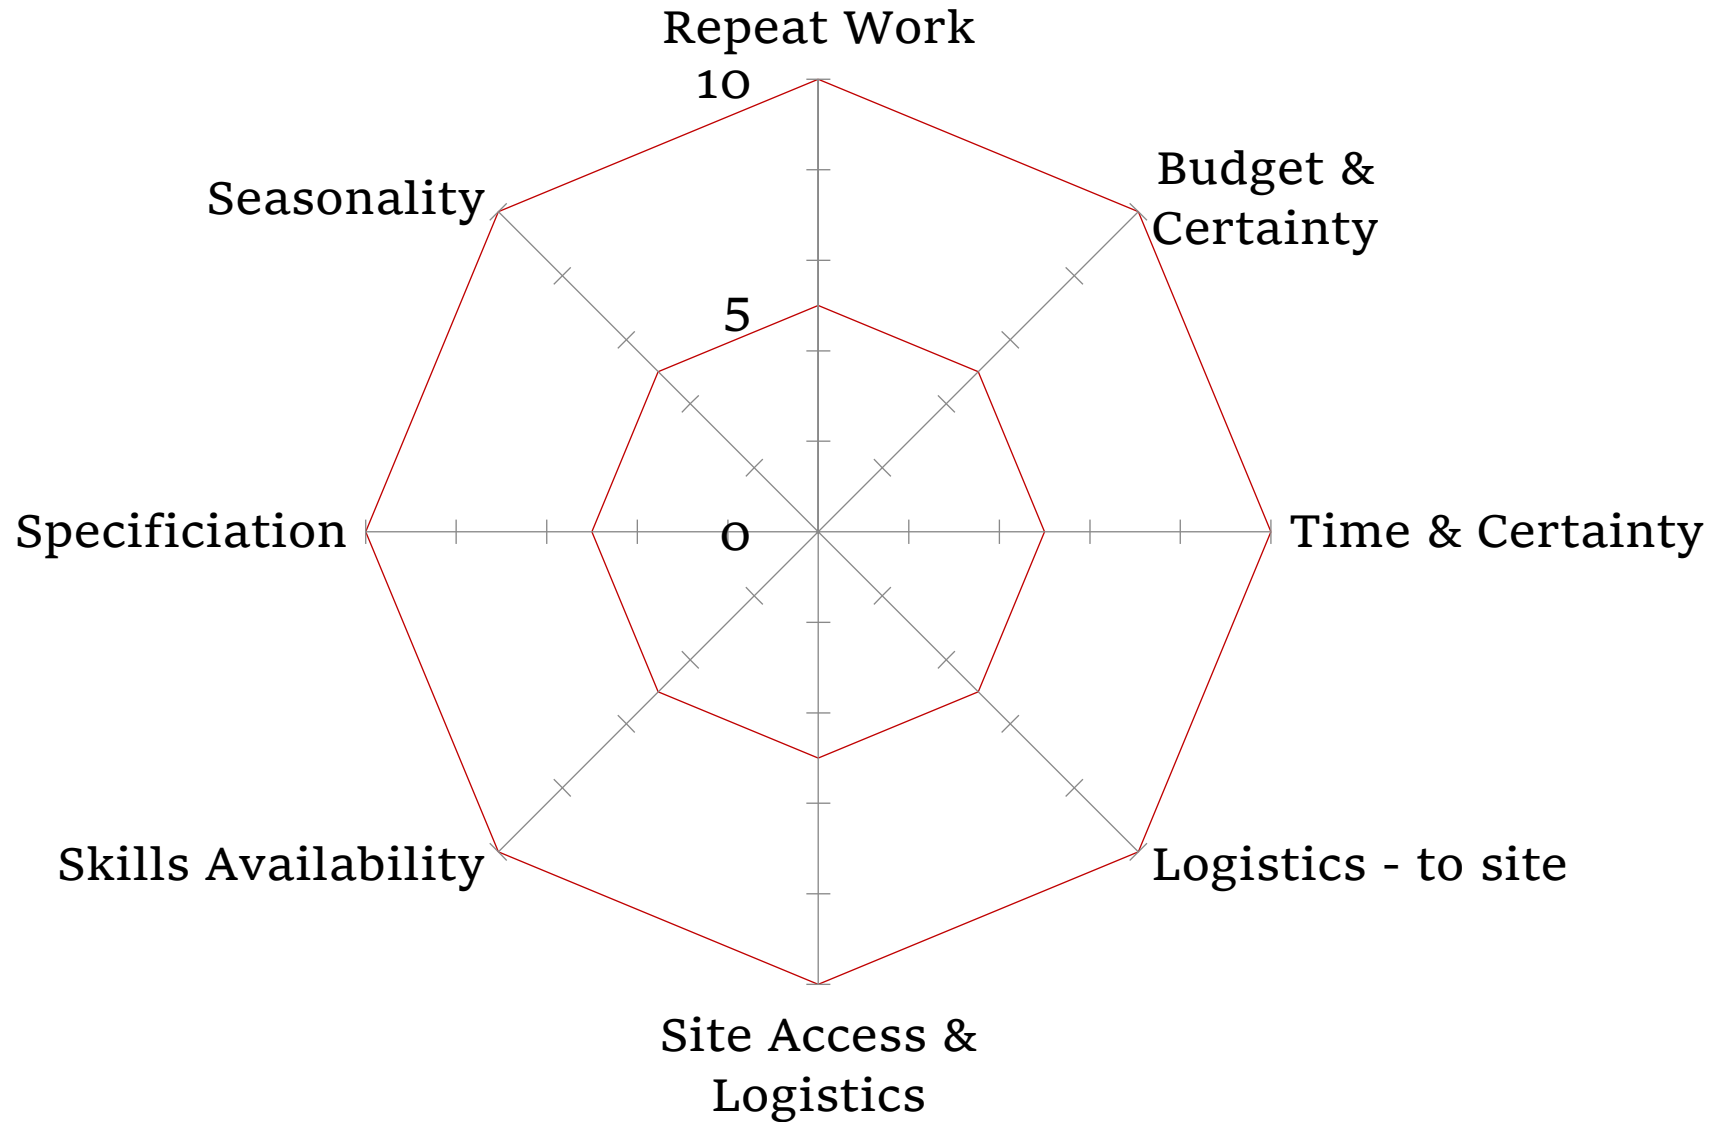 Repeat Work
10
Budget &
Certainty
Seasonality
5
Specificiation
0
Time & Certainty
Skills Availability
Logistics - to site
Site Access &
Logistics